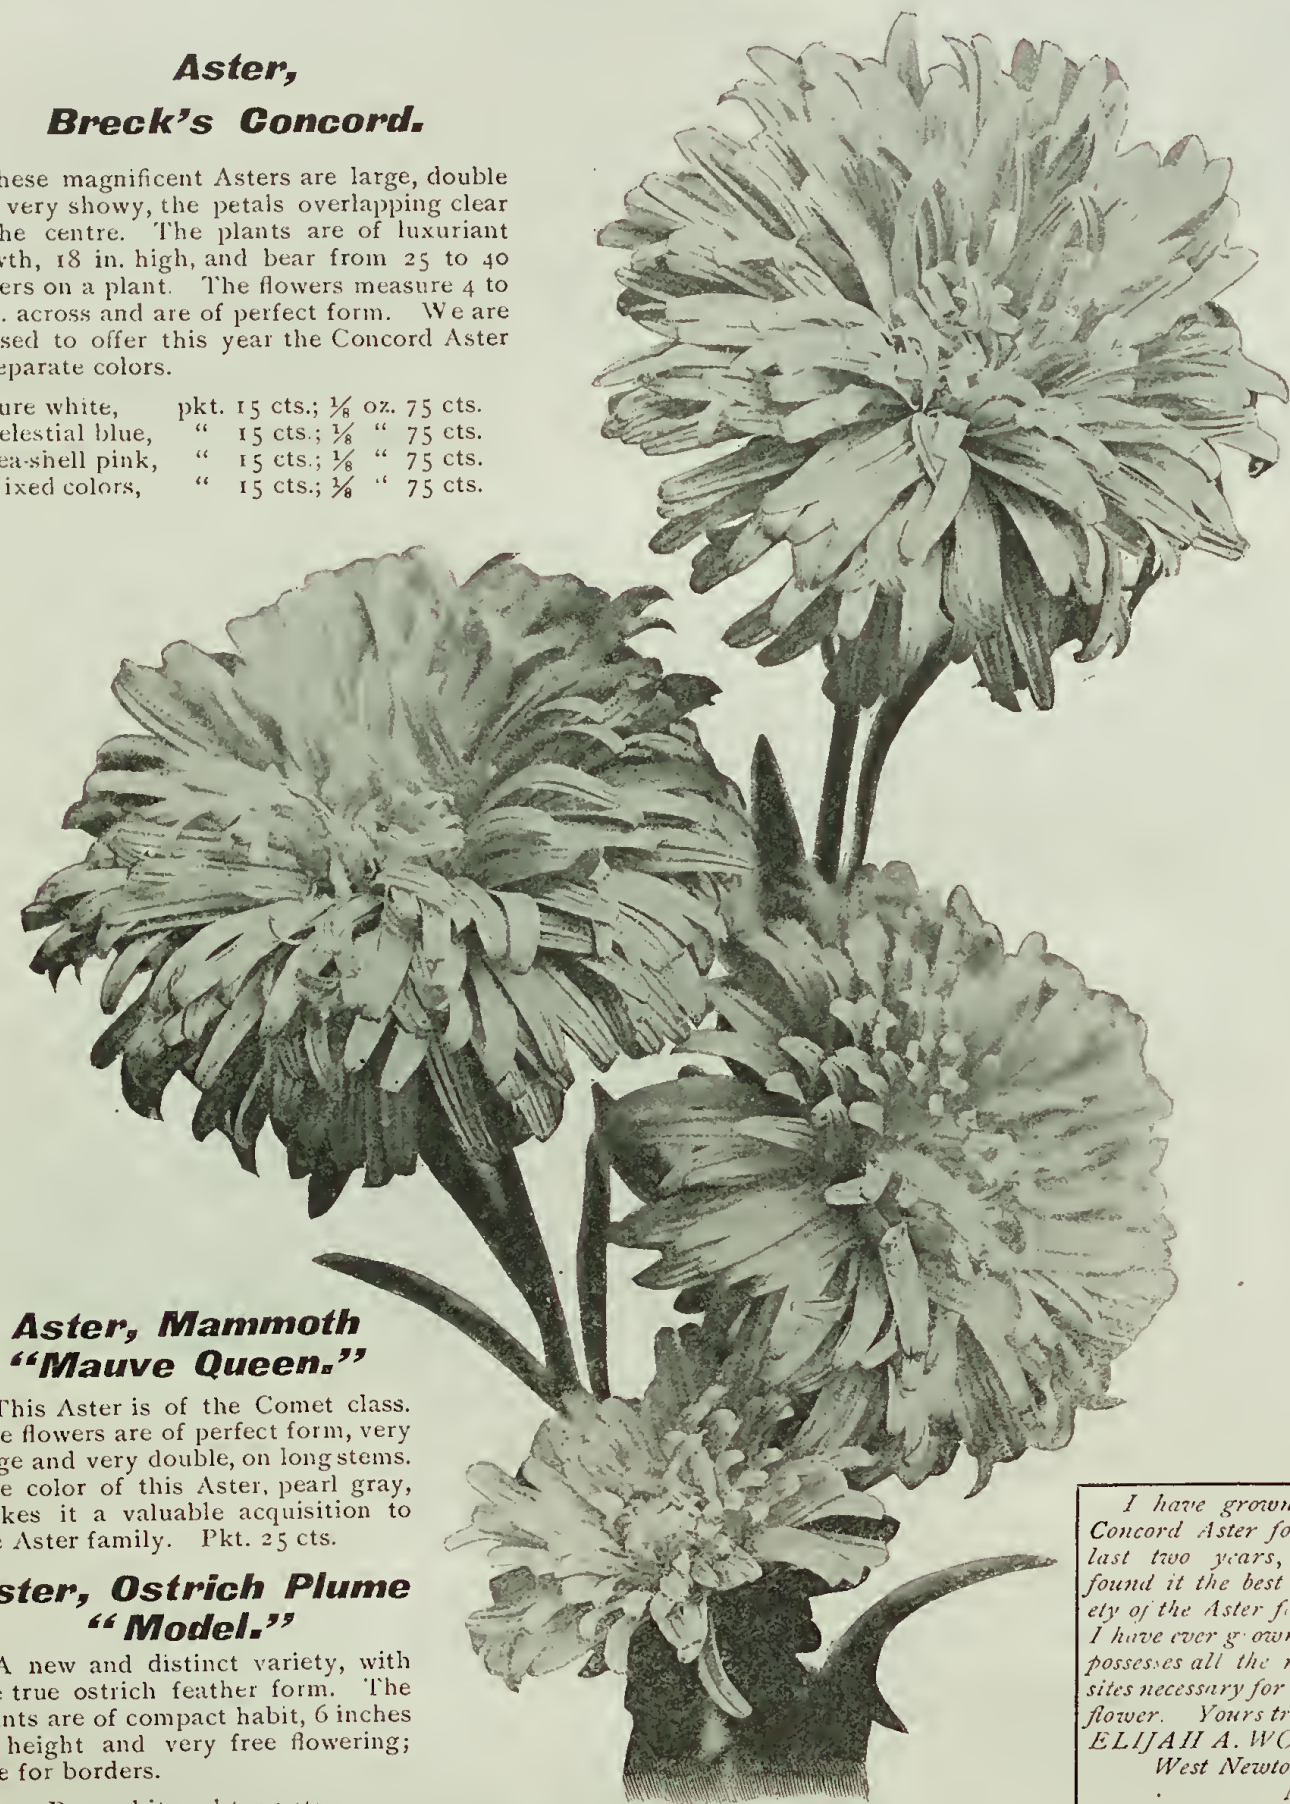 Aster,
Breck's Concord.
hese magnificent Asters are large, double
very showy, the petals overlapping clear
he centre. The plants are of luxuriant
vth, 18 in. high, and bear from 25 to 40
ers on a plant. The flowers measure 4 to
. across and are of perfect form. We are
sed to offer this year the Concord Aster
eparate colors.
ure white, pkt. 15 cts.; ⅛ oz. 75 cts.
elestial blue, " 15 cts.; ⅛ " 75 cts.
ea-shell pink, " 15 cts.; ⅛ " 75 cts.
ixed colors, " 15 cts.; ⅛ " 75 cts.
Aster, Mammoth
"Mauve Queen."
This Aster is of the Comet class.
e flowers are of perfect form, very
ge and very double, on long stems.
e color of this Aster, pearl gray,
kes it a valuable acquisition to
e Aster family. Pkt. 25 cts.
ster, Ostrich Plume
"Model."
A new and distinct variety, with
e true ostrich feather form. The
nts are of compact habit, 6 inches
height and very free flowering;
e for borders.
I have grown
Concord Aster fo
last two years,
found it the best
ety of the Aster f
I have ever g own
possesses all the r
sites necessary for
flower. Yours tr
ELIJAH A. WO
West Newto